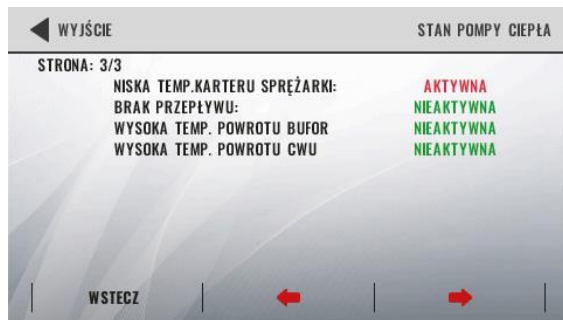 WYJŚCIE STAN POMPY CIEPŁA
STRONA: 3/3
NISKA TEMP.KARTERU SPRĘŻARKI: AKTYWNA
BRAK PRZEPŁYWU: NIEAKTYWNA
WYSOKA TEMP. POWROTU BUFOR NIEAKTYWNA
WYSOKA TEMP. POWROTU CWU NIEAKTYWNA
WSTECZ